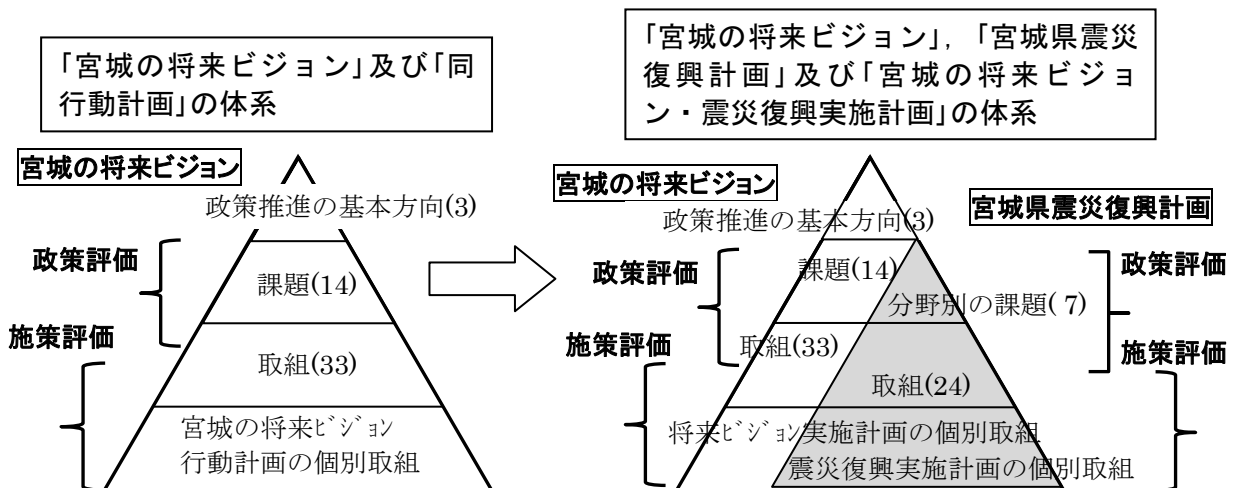 「宮城の将来ビジョン」及び「同
行動計画」の体系
宮城の将来ビジョン
政策推進の基本方向(3)
政策評価
課題(14)
施策評価
取組(33)
宮城の将来ﾋﾞｼﾞｮﾝ
行動計画の個別取組
「宮城の将来ビジョン」，「宮城県震災
復興計画」及び「宮城の将来ビジョ
ン・震災復興実施計画」の体系
宮城の将来ビジョン
政策推進の基本方向(3)
宮城県震災復興計画
政策評価
課題(14)
政策評価
分野別の課題( 7)
施策評価
取組(33)
施策評価
取組(24)
将来ﾋﾞｼﾞｮﾝ実施計画の個別取組
震災復興実施計画の個別取組